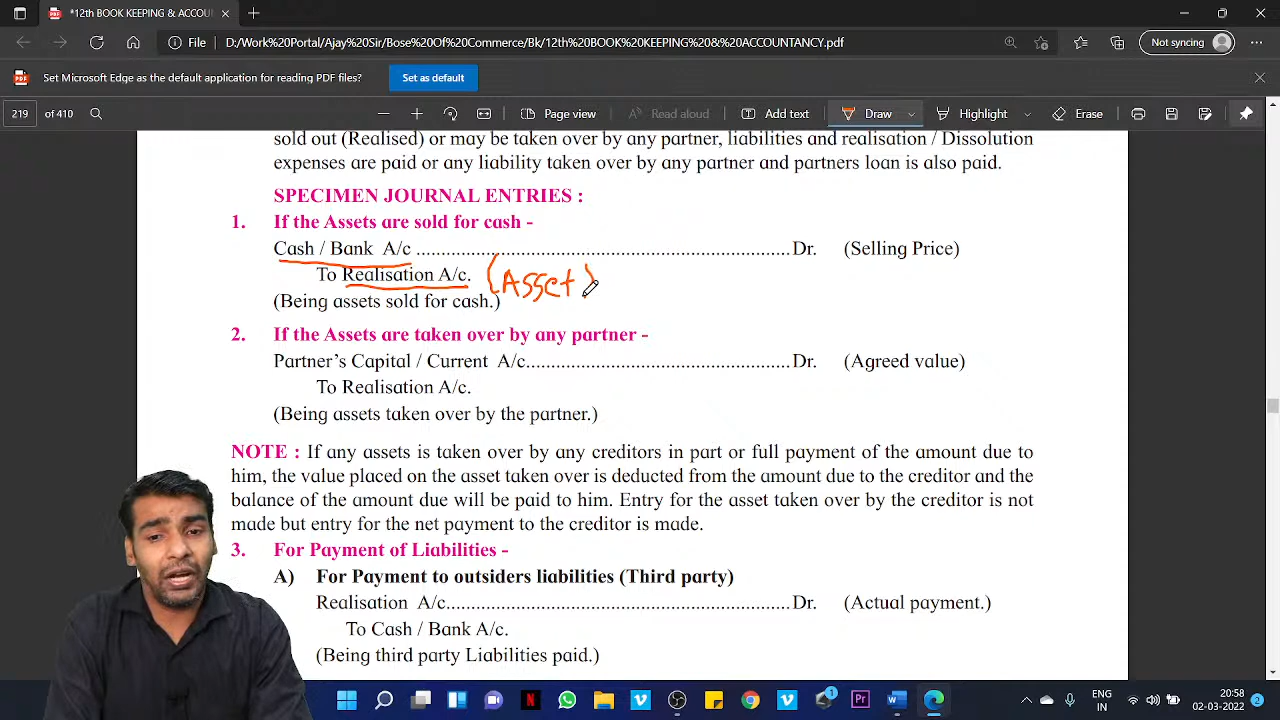 *12th BOOK KEEPING & ACCOUN
File
D:/Work%20Portal/Ajay%20Sir/Bose%20Of%20Commerce/Bk/12th%20BOOK%20KEEPING%20&%20ACCOUNTANCY.pdf
Not syncing
Set Microsoft Edge as the default application for reading PDF files?
Set as default
219 of 410
Page view
Read aloud
Add text
Draw
Highlight
Erase
sold out (Realised) or may be taken over by any partner, liabilities and realisation / Dissolution
expenses are paid or any liability taken over by any partner and partners loan is also paid.
SPECIMEN JOURNAL ENTRIES :
1. If the Assets are sold for cash -
Cash / Bank A/c ........................................................................... Dr. (Selling Price)
To Realisation A/c. (Asset)
(Being assets sold for cash.)
2. If the Assets are taken over by any partner -
Partner's Capital / Current A/c..................................................... Dr. (Agreed value)
To Realisation A/c.
(Being assets taken over by the partner.)
NOTE : If any assets is taken over by any creditors in part or full payment of the amount due to
him, the value placed on the asset taken over is deducted from the amount due to the creditor and the
balance of the amount due will be paid to him. Entry for the asset taken over by the creditor is not
made but entry for the net payment to the creditor is made.
3. For Payment of Liabilities -
A) For Payment to outsiders liabilities (Third party)
Realisation A/c.................................................................... Dr. (Actual payment.)
To Cash / Bank A/c.
(Being third party Liabilities paid.)
ENG
IN
20:58
02-03-2022